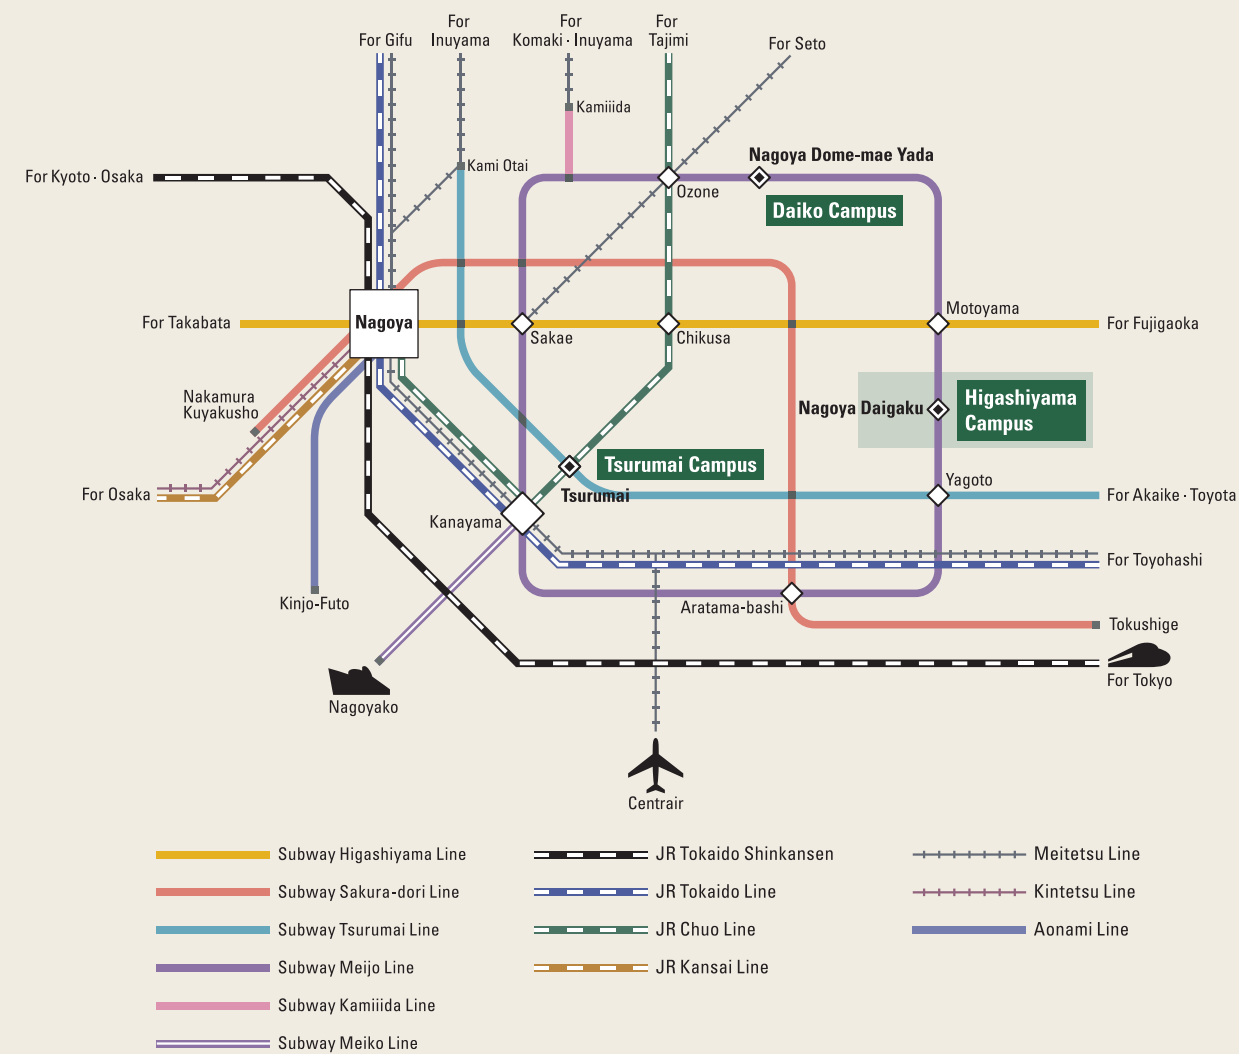 For
Inuyama
For
Komaki · Inuyama
For
Tajimi
For Gifu
For Seto
Kamiiida
Nagoya Dome-mae Yada
Kami Otai
For Kyoto · Osaka
Ozone
Daiko Campus
Motoyama
For Takabata
Nagoya
Sakae
Chikusa
For Fujigaoka
Nakamura
Kuyakusho
Nagoya Daigaku
Higashiyama
Campus
Tsurumai Campus
Yagoto
For Osaka
Tsurumai
For Akaike · Toyota
Kanayama
For Toyohashi
Kinjo-Futo
Aratama-bashi
Tokushige
For Tokyo
Nagoyako
Centrair
Subway Higashiyama Line
Subway Sakura-dori Line
Subway Tsurumai Line
Subway Meijo Line
Subway Kamiiida Line
Subway Meiko Line
JR Tokaido Shinkansen
JR Tokaido Line
JR Chuo Line
JR Kansai Line
Meitetsu Line
Kintetsu Line
Aonami Line